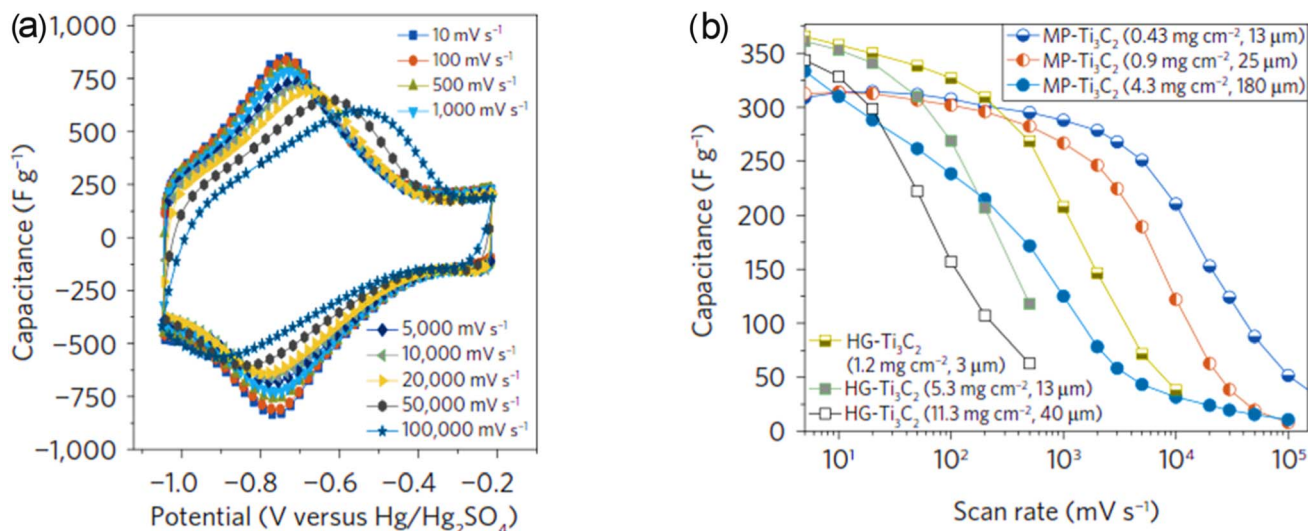 (a)
1,000
750
500
250
0
−250
−500
−750
−1,000
Capacitance (F g⁻¹)
10 mV s⁻¹
100 mV s⁻¹
500 mV s⁻¹
1,000 mV s⁻¹
5,000 mV s⁻¹
10,000 mV s⁻¹
20,000 mV s⁻¹
50,000 mV s⁻¹
100,000 mV s⁻¹
−1.0 −0.8 −0.6 −0.4 −0.2
Potential (V versus Hg/Hg₂SO₄)
(b)
350
300
250
200
150
100
50
0
Capacitance (F g⁻¹)
MP-Ti₃C₂ (0.43 mg cm⁻², 13 μm)
MP-Ti₃C₂ (0.9 mg cm⁻², 25 μm)
MP-Ti₃C₂ (4.3 mg cm⁻², 180 μm)
HG-Ti₃C₂
(1.2 mg cm⁻², 3 μm)
HG-Ti₃C₂ (5.3 mg cm⁻², 13 μm)
HG-Ti₃C₂ (11.3 mg cm⁻², 40 μm)
10¹ 10² 10³ 10⁴ 10⁵
Scan rate (mV s⁻¹)